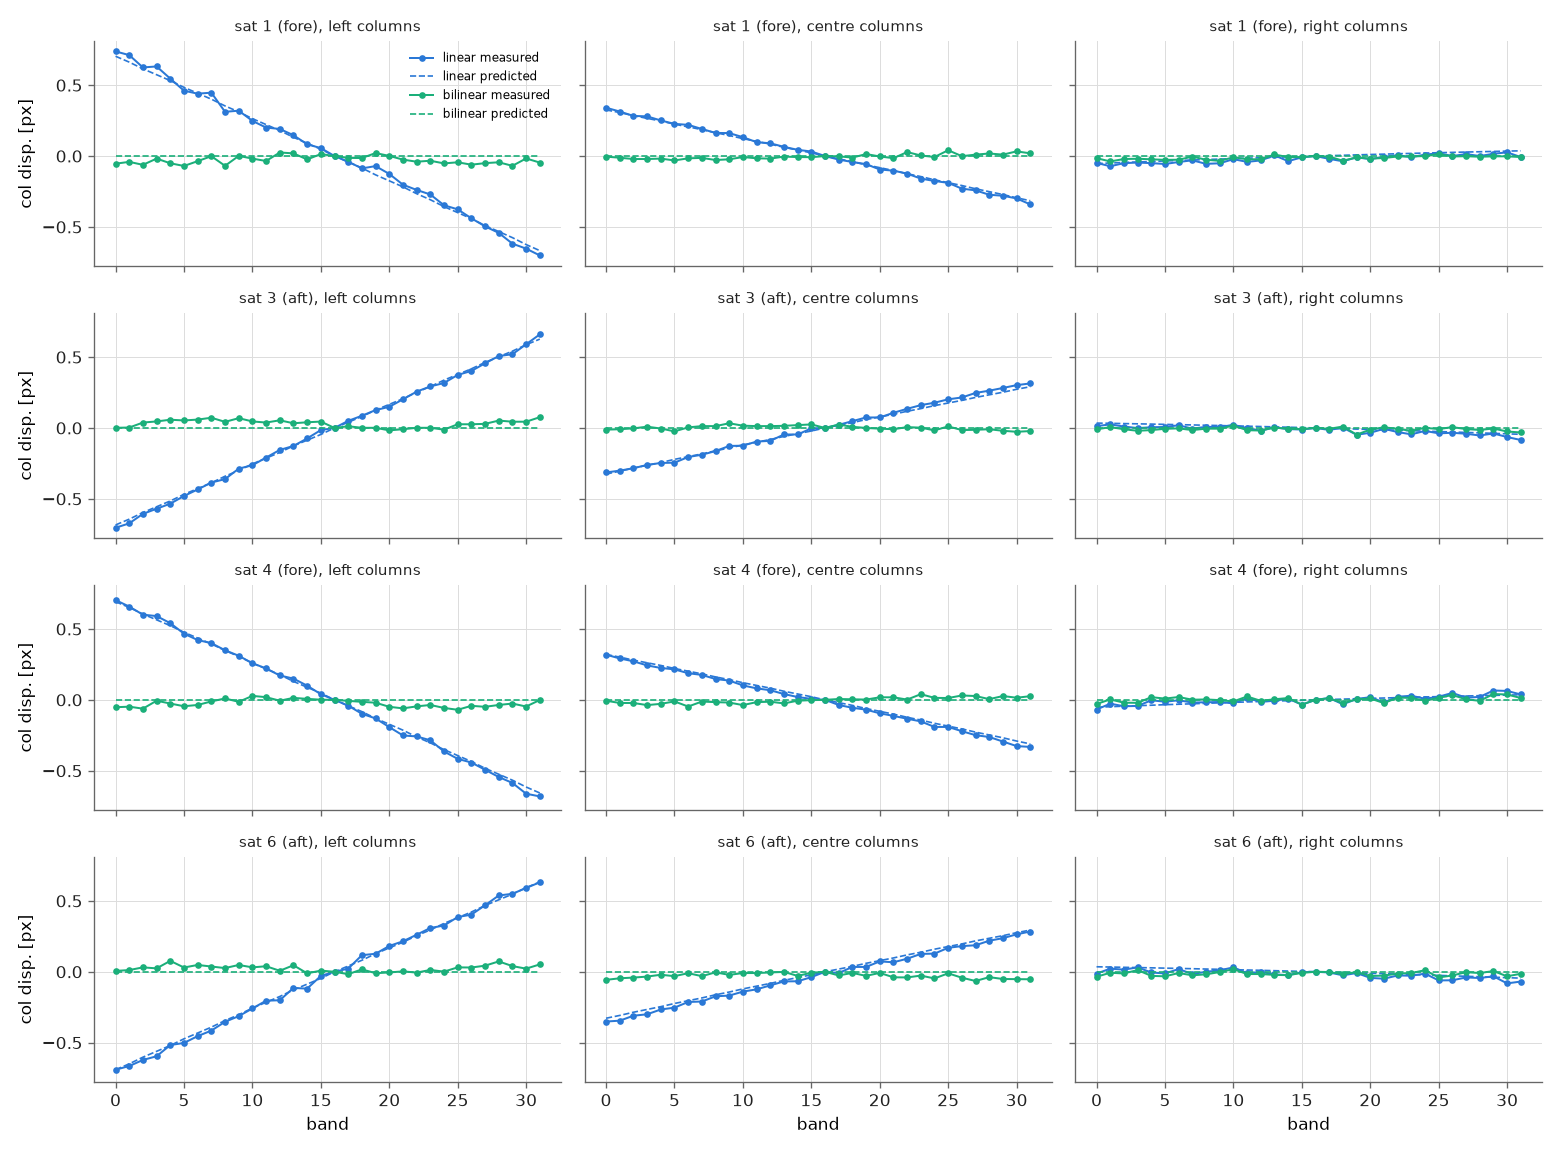 sat 1 (fore), left columns
sat 1 (fore), centre columns
sat 1 (fore), right columns
linear measured
linear predicted
bilinear measured
bilinear predicted
col disp. [px]
0.5
0.0
−0.5
sat 3 (aft), left columns
sat 3 (aft), centre columns
sat 3 (aft), right columns
col disp. [px]
0.5
0.0
−0.5
sat 4 (fore), left columns
sat 4 (fore), centre columns
sat 4 (fore), right columns
col disp. [px]
0.5
0.0
−0.5
sat 6 (aft), left columns
sat 6 (aft), centre columns
sat 6 (aft), right columns
col disp. [px]
0.5
0.0
−0.5
0 5 10 15 20 25 30
0 5 10 15 20 25 30
0 5 10 15 20 25 30
band
band
band